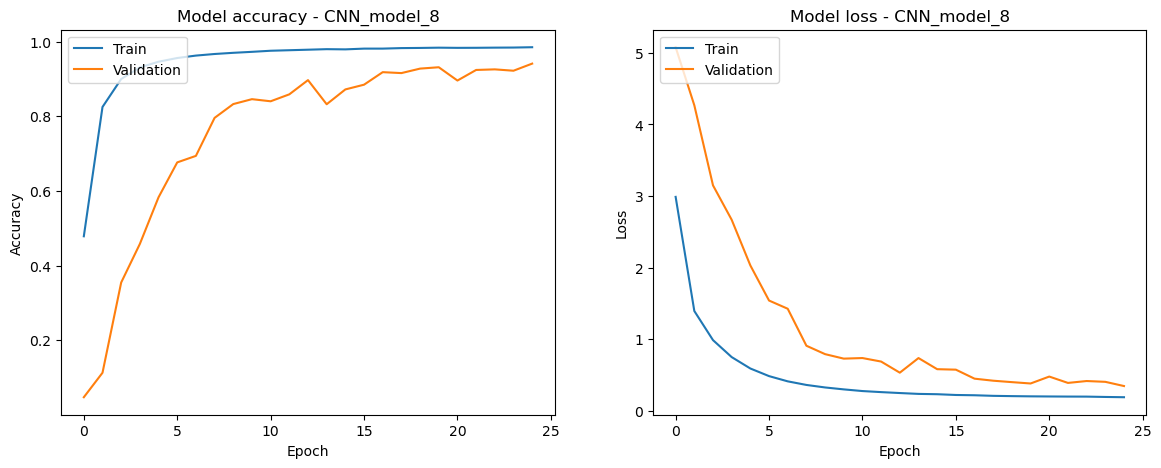 Model accuracy - CNN_model_8
Train
Validation
1.0
0.8
0.6
0.4
0.2
Accuracy
0
5
10
15
20
25
Epoch
Model loss - CNN_model_8
Train
Validation
5
4
3
2
1
0
Loss
0
5
10
15
20
25
Epoch